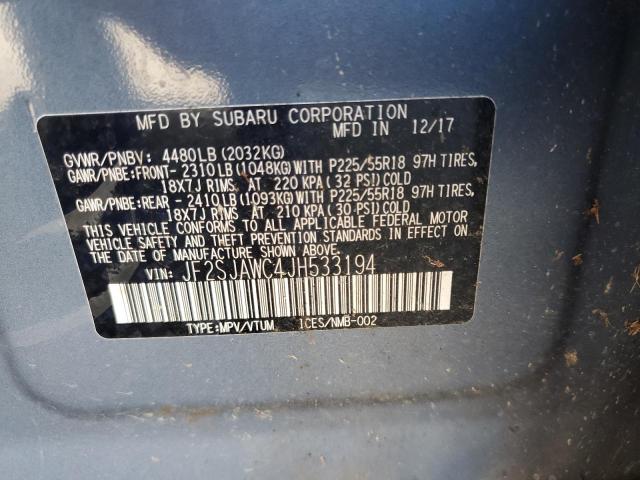 MFD BY SUBARU CORPORATION
MFD IN 12/17
GVWR/PNBV: 4480LB (2032KG)
GAWR/PNBE:FRONT- 2310LB (1048KG) WITH P225/55R18 97H TIRES,
18X7J RIMS AT 220 KPA (32 PSI) COLD
GAWR/PNBE:REAR - 2410LB (1093KG) WITH P225/55R18 97H TIRES,
18X7J RIMS AT 210 KPA (30 PSI) COLD
THIS VEHICLE CONFORMS TO ALL APPLICABLE FEDERAL MOTOR
VEHICLE SAFETY AND THEFT PREVENTION STANDARDS IN EFFECT ON
THE DATE OF MANUFACTURE SHOWN ABOVE.
VIN: JF2SJAWC4JH533194
TYPE:MPV/VTUM ICES/NMB-002